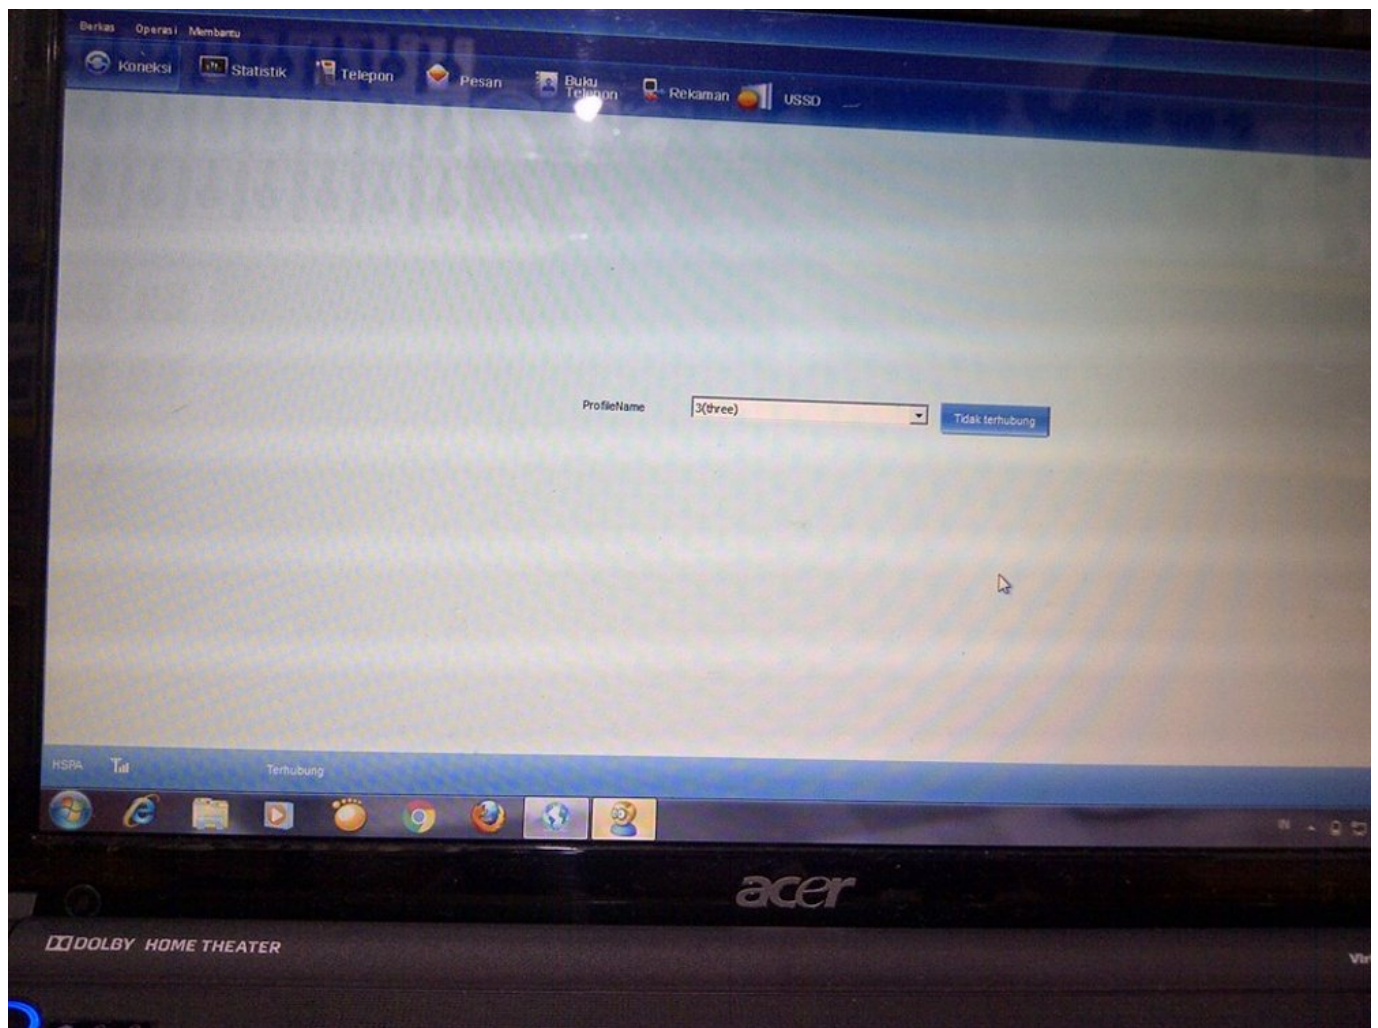 Berkas Operasi Membantu
Koneksi Statistik Telepon Pesan Buku Telepon Rekaman USSD
ProfileName 3(three) Tidak terhubung
HSPA Terhubung
IN
acer
DOLBY HOME THEATER